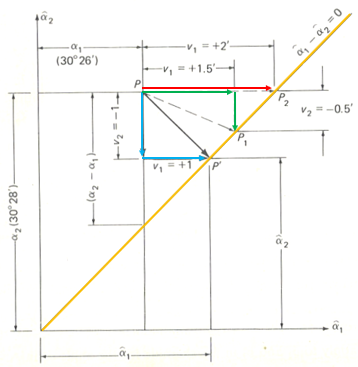 α̂₂
α₁
(30°26′)
v₁ = +2′
v₁ = +1.5′
α̂₁ − α̂₂ = 0
P
P₂
v₂ = −0.5′
v₂ = −1
P₁
v₁ = +1
P′
(α₂ − α₁)
α₂ (30°28′)
α̂₂
α̂₁
α̂₁